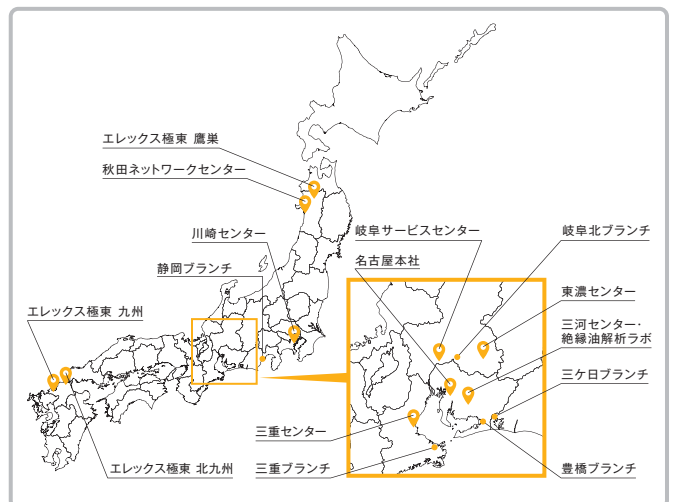 エレックス極東 鷹巣
秋田ネットワークセンター
川崎センター
静岡ブランチ
エレックス極東 九州
エレックス極東 北九州
岐阜サービスセンター
名古屋本社
岐阜北ブランチ
東濃センター
三河センター・
絶縁油解析ラボ
三ケ日ブランチ
三重センター
三重ブランチ
豊橋ブランチ